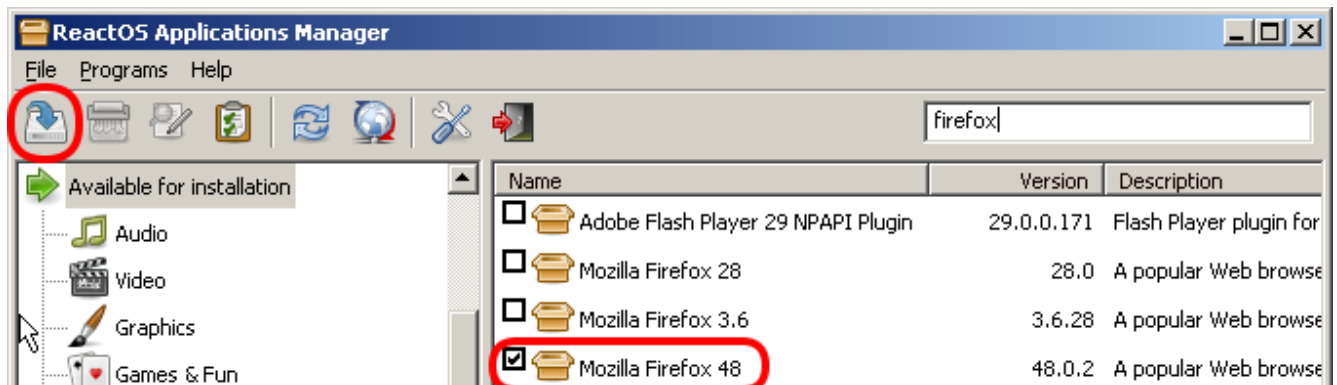 ReactOS Applications Manager
File Programs Help
firefox
Available for installation
Audio
Video
Graphics
Games & Fun
Name Version Description
Adobe Flash Player 29 NPAPI Plugin 29.0.0.171 Flash Player plugin for
Mozilla Firefox 28 28.0 A popular Web browse
Mozilla Firefox 3.6 3.6.28 A popular Web browse
Mozilla Firefox 48 48.0.2 A popular Web browse